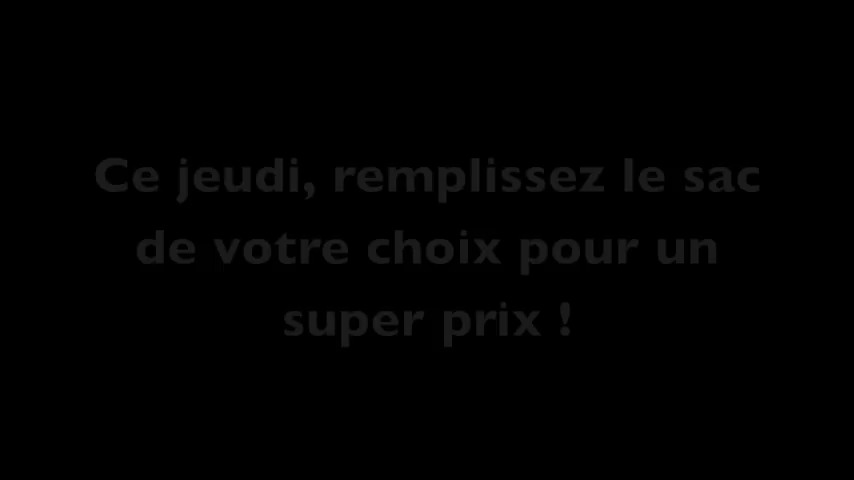 Ce jeudi, remplissez le sac
de votre choix pour un
super prix !